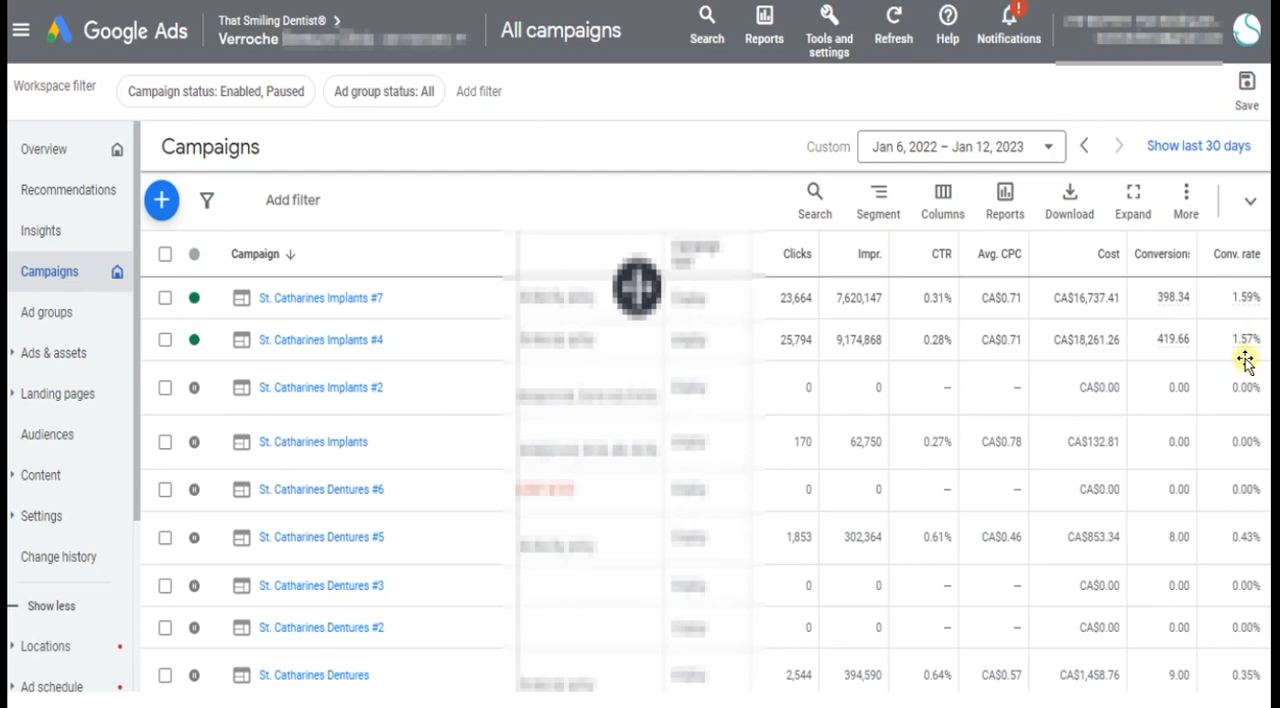 Google Ads
That Smiling Dentist®
Verroche
All campaigns
Search
Reports
Tools and settings
Refresh
Help
!
Notifications
Workspace filter
Campaign status: Enabled, Paused
Ad group status: All
Add filter
Save
Overview
Recommendations
Insights
Campaigns
Ad groups
Ads & assets
Landing pages
Audiences
Content
Settings
Change history
Show less
Locations
Ad schedule
Campaigns
Custom
Jan 6, 2022 – Jan 12, 2023
Show last 30 days
Add filter
Search
Segment
Columns
Reports
Download
Expand
More
Campaign Clicks Impr. CTR Avg. CPC Cost Conversions Conv. rate
St. Catharines Implants #7 23,664 7,620,147 0.31% CA$0.71 CA$16,737.41 398.34 1.59%
St. Catharines Implants #4 25,794 9,174,868 0.28% CA$0.71 CA$18,261.26 419.66 1.57%
St. Catharines Implants #2 0 0 – – CA$0.00 0.00 0.00%
St. Catharines Implants 170 62,750 0.27% CA$0.78 CA$132.81 0.00 0.00%
St. Catharines Dentures #6 0 0 – – CA$0.00 0.00 0.00%
St. Catharines Dentures #5 1,853 302,364 0.61% CA$0.46 CA$853.34 8.00 0.43%
St. Catharines Dentures #3 0 0 – – CA$0.00 0.00 0.00%
St. Catharines Dentures #2 0 0 – – CA$0.00 0.00 0.00%
St. Catharines Dentures 2,544 394,590 0.64% CA$0.57 CA$1,458.76 9.00 0.35%